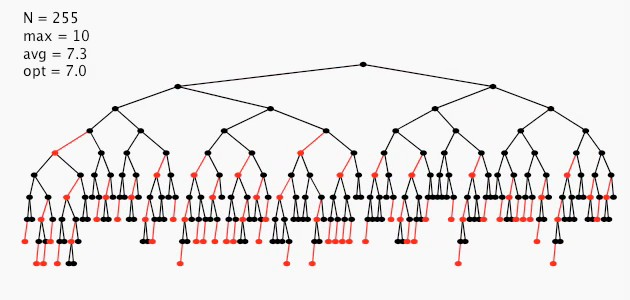 N = 255
max = 10
avg = 7.3
opt = 7.0